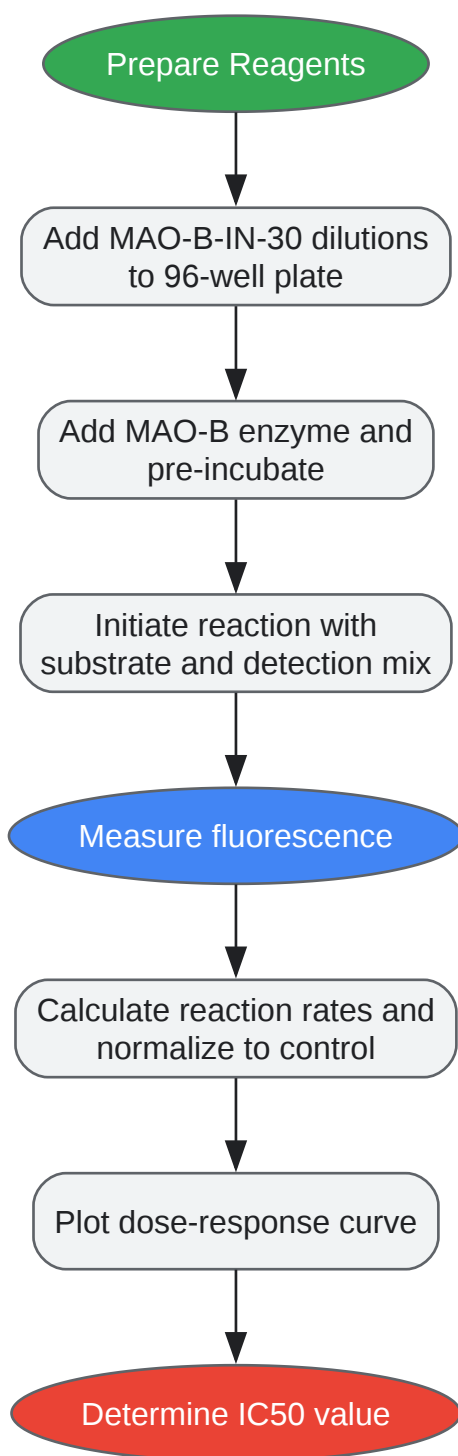 Prepare Reagents
Add MAO-B-IN-30 dilutions
to 96-well plate
Add MAO-B enzyme and
pre-incubate
Initiate reaction with
substrate and detection mix
Measure fluorescence
Calculate reaction rates and
normalize to control
Plot dose-response curve
Determine IC50 value